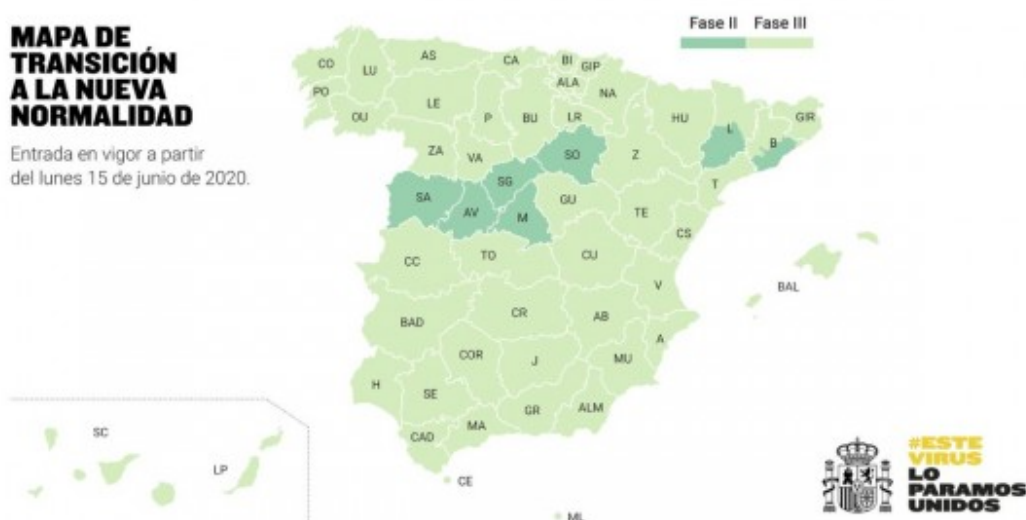 MAPA DE
TRANSICIÓN
A LA NUEVA
NORMALIDAD
Entrada en vigor a partir
del lunes 15 de junio de 2020.
Fase II Fase III
CO
LU
AS
CA
BI
GIP
PO
OU
LE
P
BU
ALA
LR
NA
HU
L
B
GIR
ZA
VA
SO
Z
T
SA
AV
SG
M
GU
TE
CS
CC
TO
CU
V
BAL
BAD
CR
AB
A
COR
J
MU
H
SE
GR
ALM
CAD
MA
CE
ML
SC
LP
#ESTE
VIRUS
LO
PARAMOS
UNIDOS